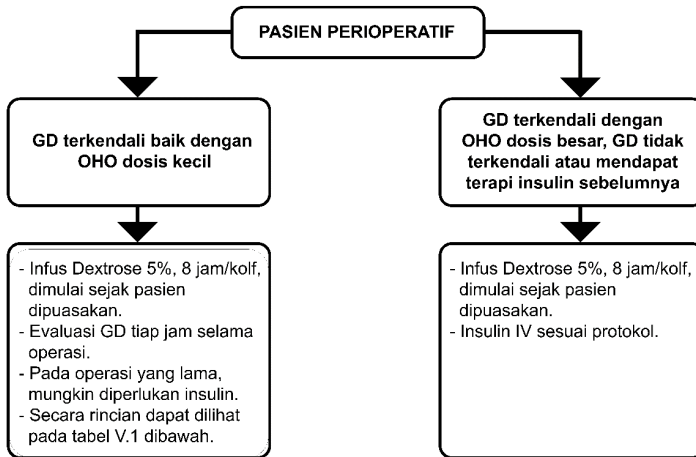 PASIEN PERIOPERATIF
GD terkendali baik dengan
OHO dosis kecil
GD terkendali dengan
OHO dosis besar, GD tidak
terkendali atau mendapat
terapi insulin sebelumnya
- Infus Dextrose 5%, 8 jam/kolf,
dimulai sejak pasien
dipuasakan.
- Evaluasi GD tiap jam selama
operasi.
- Pada operasi yang lama,
mungkin diperlukan insulin.
- Secara rincian dapat dilihat
pada tabel V.1 dibawah.
- Infus Dextrose 5%, 8 jam/kolf,
dimulai sejak pasien
dipuasakan.
- Insulin IV sesuai protokol.